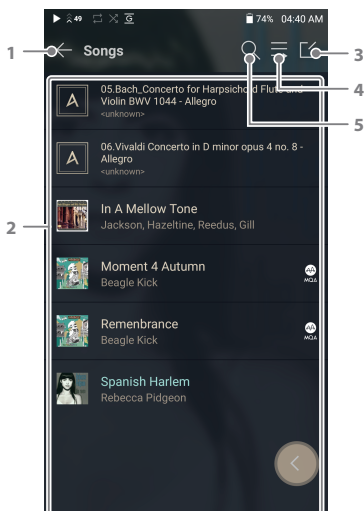 49 G 74% 04:40 AM
1 Songs 3
4
5
05.Bach_Concerto for Harpsichord Flute and
Violin BWV 1044 - Allegro
<unknown>
06.Vivaldi Concerto in D minor opus 4 no. 8 -
Allegro
<unknown>
In A Mellow Tone
2 Jackson, Hazeltine, Reedus, Gill
Moment 4 Autumn
Beagle Kick
MQA
Remenbrance
Beagle Kick
MQA
Spanish Harlem
Rebecca Pidgeon